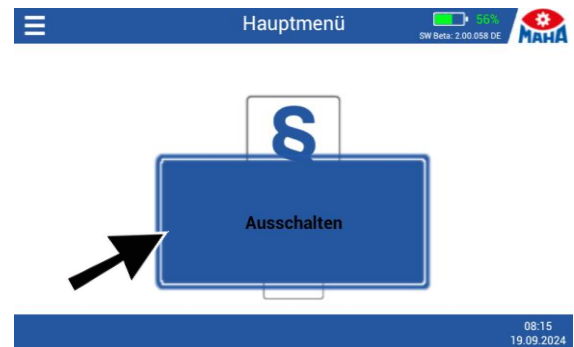 Hauptmenü
56%
SW Beta: 2.00.058 DE
MAHA
§
Ausschalten
08:15
19.09.2024